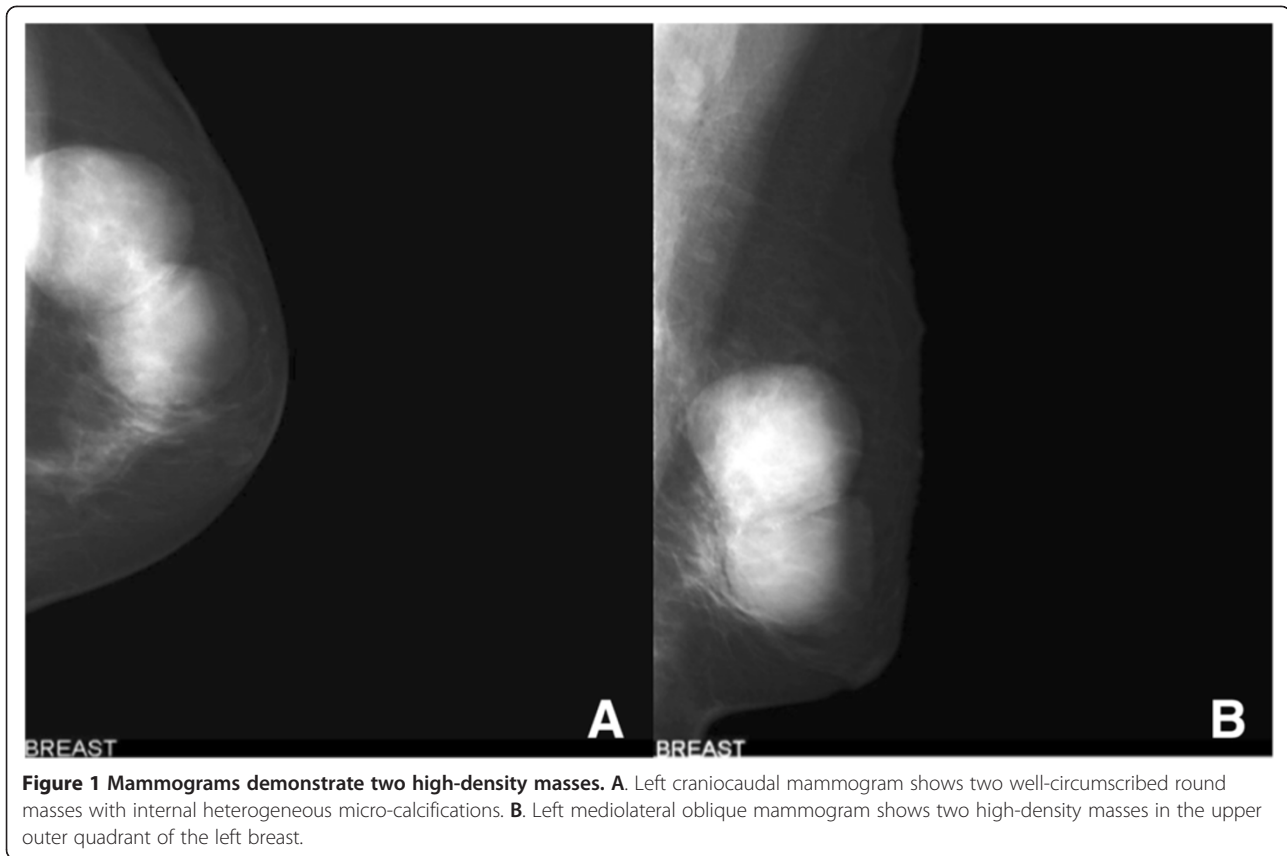 A
B
BREAST
BREAST
Figure 1 Mammograms demonstrate two high-density masses. A. Left craniocaudal mammogram shows two well-circumscribed round
masses with internal heterogeneous micro-calcifications. B. Left mediolateral oblique mammogram shows two high-density masses in the upper
outer quadrant of the left breast.